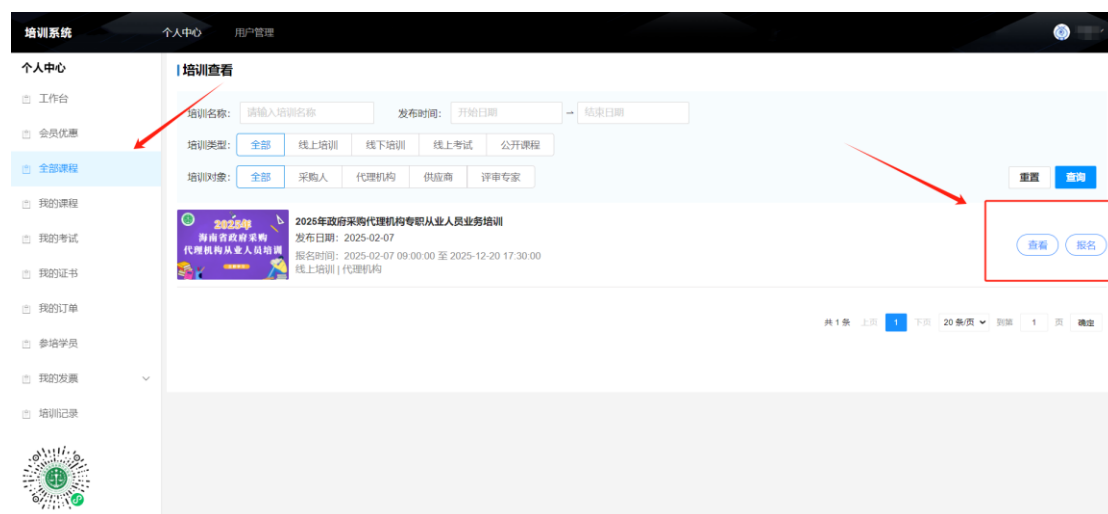 培训系统 个人中心 用户管理
个人中心
工作台
会员优惠
全部课程
我的课程
我的考试
我的证书
我的订单
参培学员
我的发票
培训记录
培训查看
培训名称: 请输入培训名称 发布时间: 开始日期 → 结束日期
培训类型: 全部 线上培训 线下培训 线上考试 公开课程
培训对象: 全部 采购人 代理机构 供应商 评审专家 重置 查询
2025年
海南省政府采购
代理机构从业人员培训
2025年政府采购代理机构专职从业人员业务培训
发布日期: 2025-02-07
报名时间: 2025-02-07 09:00:00 至 2025-12-20 17:30:00
线上培训 | 代理机构
查看 报名
共 1 条 上页 1 下页 20 条/页 到第 1 页 确定